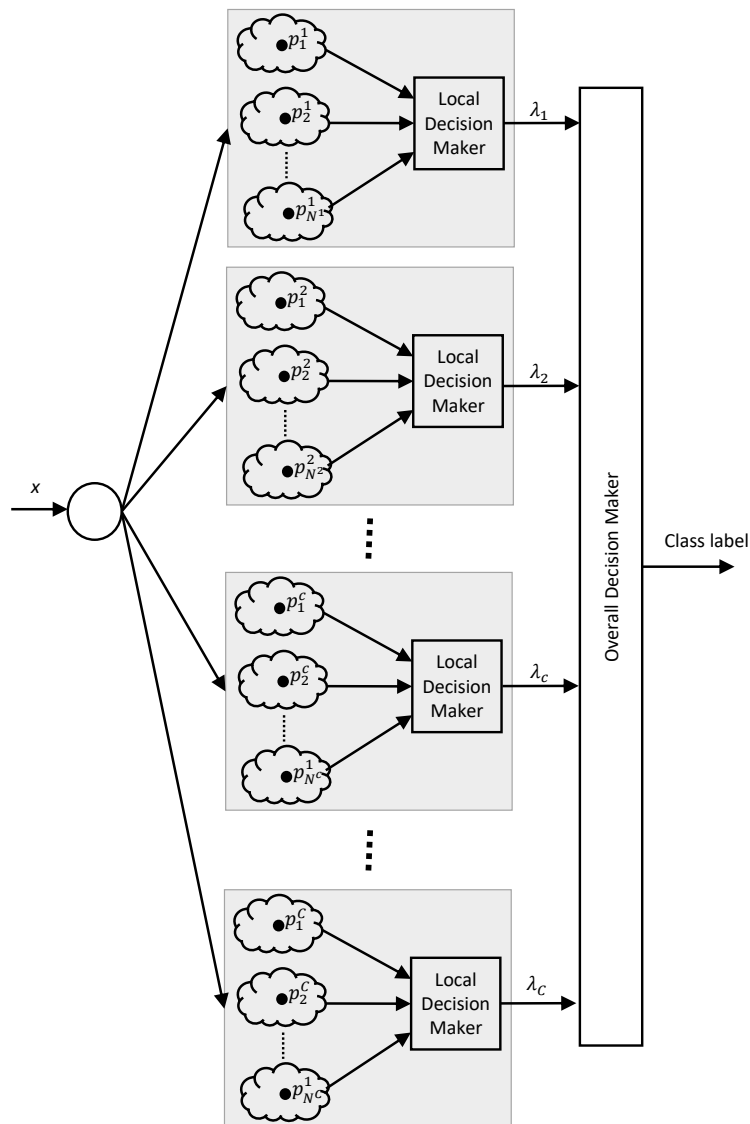 p_1^1
Local
Decision
Maker
λ_1
p_2^1
p_{N^1}^1
p_1^2
Local
Decision
Maker
λ_2
p_2^2
p_{N^2}^2
x
Overall Decision Maker
Class label
p_1^c
Local
Decision
Maker
λ_c
p_2^c
p_{N^c}^1
p_1^C
Local
Decision
Maker
λ_C
p_2^C
p_{N^C}^1